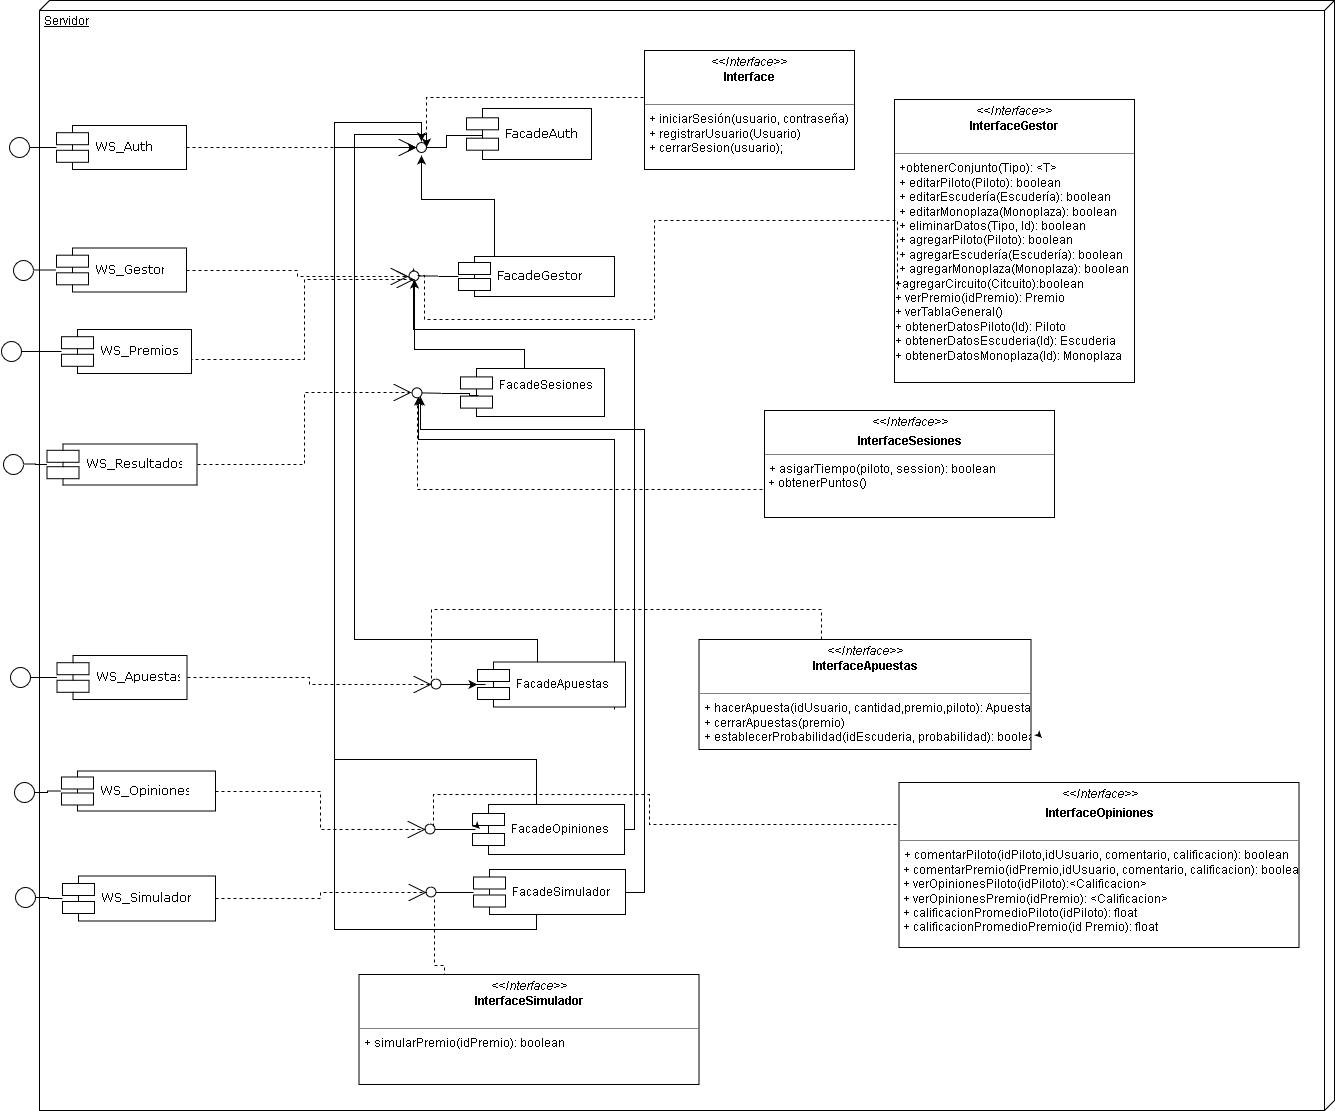 Servidor
<<Interface>>
Interface
+ iniciarSesión(usuario, contraseña)
+ registrarUsuario(Usuario)
+ cerrarSesion(usuario);
<<Interface>>
InterfaceGestor
+obtenerConjunto(Tipo): <T>
+ editarPiloto(Piloto): boolean
+ editarEscudería(Escudería): boolean
+ editarMonoplaza(Monoplaza): boolean
+ eliminarDatos(Tipo, Id): boolean
+ agregarPiloto(Piloto): boolean
+ agregarEscudería(Escudería): boolean
+ agregarMonoplaza(Monoplaza): boolean
+agregarCircuito(Citcuito):boolean
+ verPremio(idPremio): Premio
+ verTablaGeneral()
+ obtenerDatosPiloto(Id): Piloto
+ obtenerDatosEscuderia(Id): Escuderia
+ obtenerDatosMonoplaza(Id): Monoplaza
WS_Auth
FacadeAuth
WS_Gestor
FacadeGestor
WS_Premios
FacadeSesiones
WS_Resultados
<<Interface>>
InterfaceSesiones
+ asigarTiempo(piloto, session): boolean
+ obtenerPuntos()
WS_Apuestas
FacadeApuestas
<<Interface>>
InterfaceApuestas
+ hacerApuesta(idUsuario, cantidad,premio,piloto): Apuesta
+ cerrarApuestas(premio)
+ establecerProbabilidad(idEscuderia, probabilidad): boolea
WS_Opiniones
FacadeOpiniones
<<Interface>>
InterfaceOpiniones
+ comentarPiloto(idPiloto,idUsuario, comentario, calificacion): boolean
+ comentarPremio(idPremio,idUsuario, comentario, calificacion): boolea
+ verOpinionesPiloto(idPiloto):<Calificacion>
+ verOpinionesPremio(idPremio): <Calificacion>
+ calificacionPromedioPiloto(idPiloto): float
+ calificacionPromedioPremio(id Premio): float
WS_Simulador
FacadeSimulador
<<Interface>>
InterfaceSimulador
+ simularPremio(idPremio): boolean